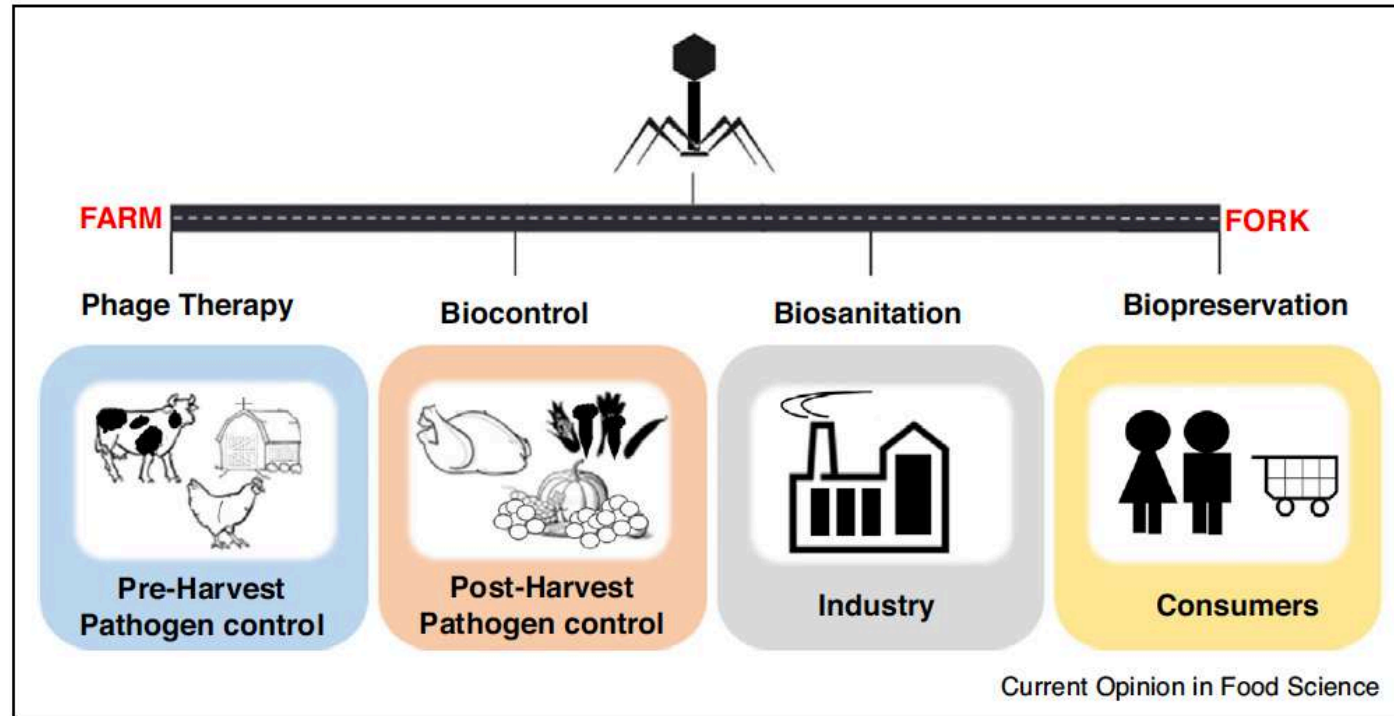 FARM
FORK
Phage Therapy
Biocontrol
Biosanitation
Biopreservation
Pre-Harvest
Pathogen control
Post-Harvest
Pathogen control
Industry
Consumers
Current Opinion in Food Science